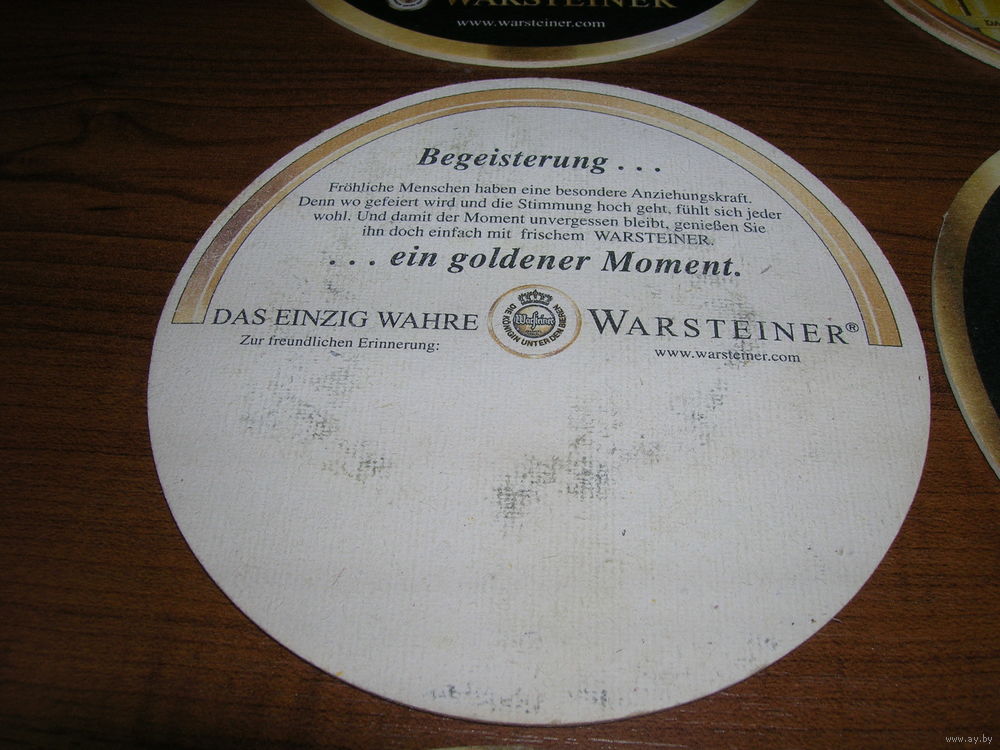 WARSTEINER
www.warsteiner.com
Begeisterung . . .
Fröhliche Menschen haben eine besondere Anziehungskraft.
Denn wo gefeiert wird und die Stimmung hoch geht, fühlt sich jeder
wohl. Und damit der Moment unvergessen bleibt, genießen Sie
ihn doch einfach mit frischem WARSTEINER.
. . . ein goldener Moment.
DAS EINZIG WAHRE
DIE KÖNIGIN UNTER DEN BIEREN
Warsteiner
WARSTEINER®
Zur freundlichen Erinnerung:
www.warsteiner.com
www.ay.by